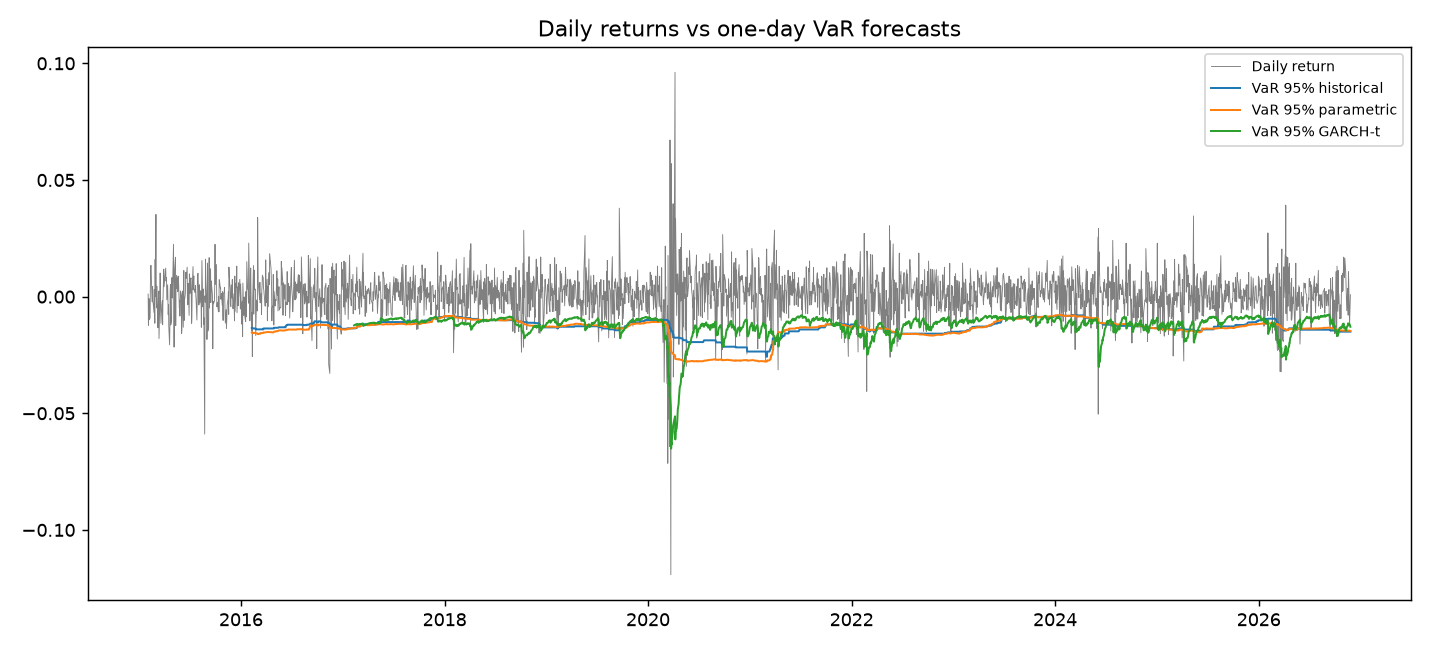 Daily returns vs one-day VaR forecasts
Daily return
VaR 95% historical
VaR 95% parametric
VaR 95% GARCH-t
0.10
0.05
0.00
−0.05
−0.10
2016 2018 2020 2022 2024 2026